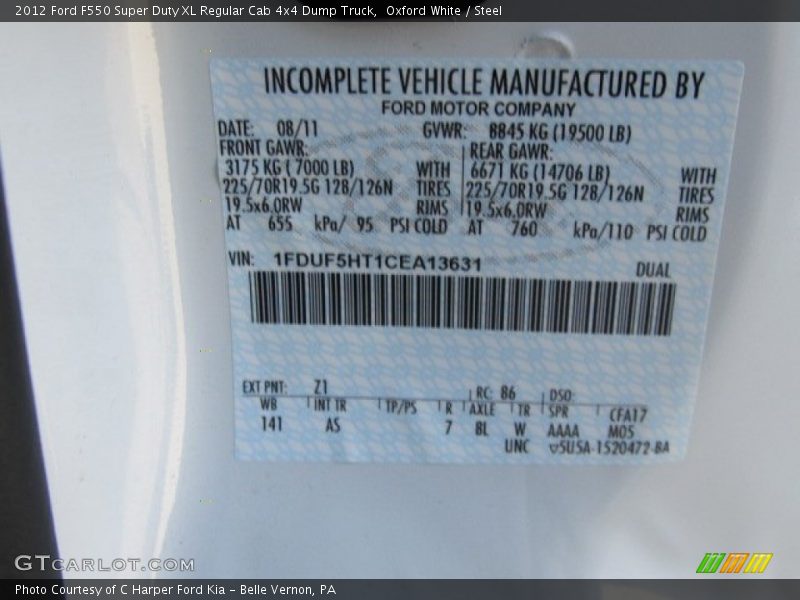 2012 Ford F550 Super Duty XL Regular Cab 4x4 Dump Truck, Oxford White / Steel
INCOMPLETE VEHICLE MANUFACTURED BY
FORD MOTOR COMPANY
DATE: 08/11 GVWR: 8845 KG (19500 LB)
FRONT GAWR: REAR GAWR:
3175 KG ( 7000 LB) WITH 6671 KG (14706 LB) WITH
225/70R19.5G 128/126N TIRES 225/70R19.5G 128/126N TIRES
19.5x6.0RW RIMS 19.5x6.0RW RIMS
AT 655 kPa/ 95 PSI COLD AT 760 kPa/110 PSI COLD
VIN: 1FDUF5HT1CEA13631
DUAL
EXT PNT: Z1 RC: 86 DSO:
WB INT TR TP/PS R AXLE TR SPR CFA17
141 AS 7 8L W AAAA M05
UNC 5USA-1520472-BA
GTCARLOT.COM
Photo Courtesy of C Harper Ford Kia – Belle Vernon, PA